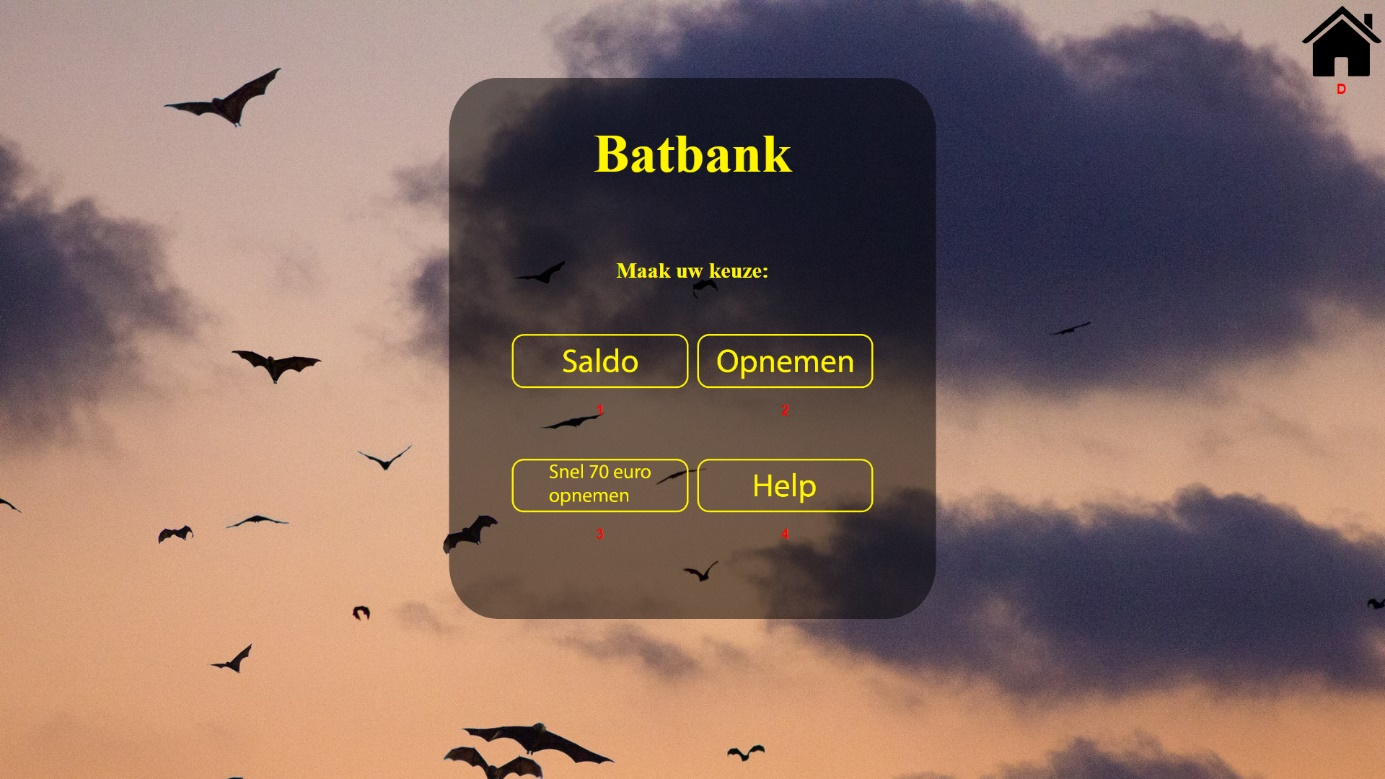 D
Batbank
Maak uw keuze:
Saldo Opnemen
1 2
Snel 70 euro
opnemen
Help
3 4